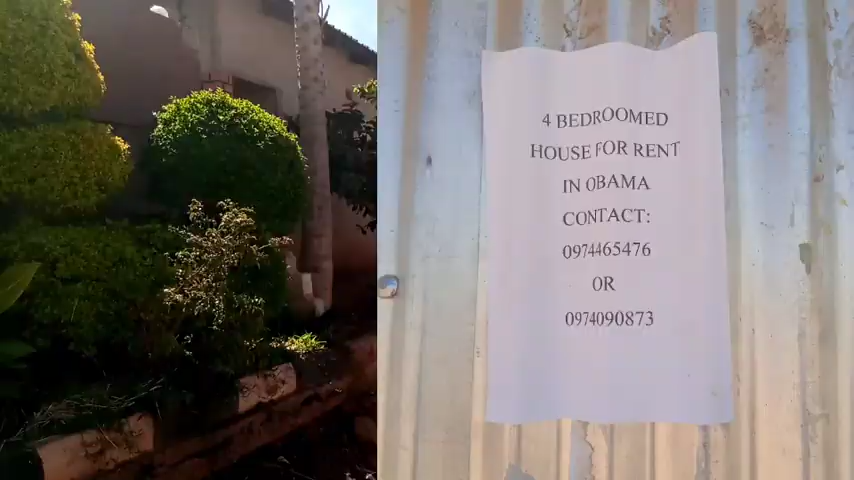 4 BEDROOMED
HOUSE FOR RENT
IN OBAMA
CONTACT:
0974465476
OR
0974090873